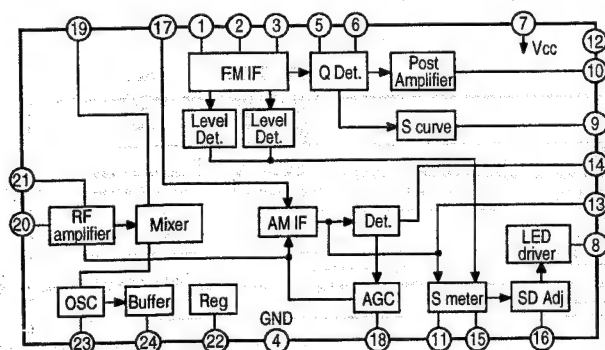 19
17
1
2
3
5
6
7
12
Vcc
FM IF
Q Det.
Post
Amplifier
10
Level
Det.
Level
Det.
S curve
9
14
21
13
20
RF
amplifier
Mixer
AM IF
Det.
LED
driver
8
OSC
Buffer
Reg
GND
AGC
S meter
SD Adj
23
24
22
4
18
11
15
16